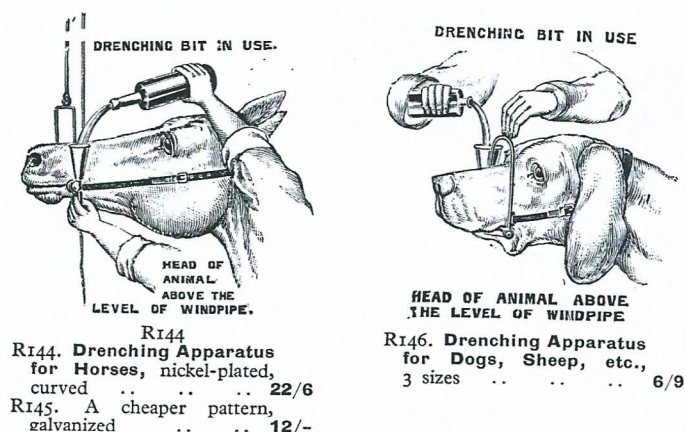 DRENCHING BIT IN USE.
HEAD OF
ANIMAL
ABOVE THE
LEVEL OF WINDPIPE.
R144
R144. Drenching Apparatus
for Horses, nickel-plated,
curved .. .. .. 22/6
R145. A cheaper pattern,
galvanized .. .. 12/-
DRENCHING BIT IN USE
HEAD OF ANIMAL ABOVE
THE LEVEL OF WINDPIPE
R146. Drenching Apparatus
for Dogs, Sheep, etc.,
3 sizes .. .. .. 6/9